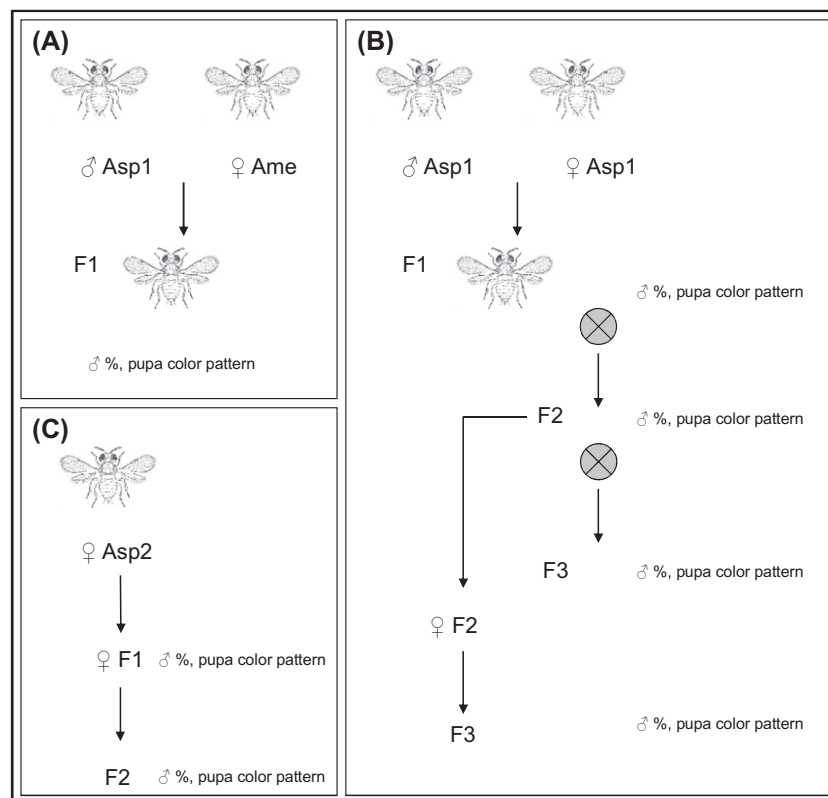 (A)
♂ Asp1 ♀ Ame
F1
♂ %, pupa color pattern
(B)
♂ Asp1 ♀ Asp1
F1
♂ %, pupa color pattern
F2 ♂ %, pupa color pattern
F3 ♂ %, pupa color pattern
♀ F2
F3 ♂ %, pupa color pattern
(C)
♀ Asp2
♀ F1 ♂ %, pupa color pattern
F2 ♂ %, pupa color pattern